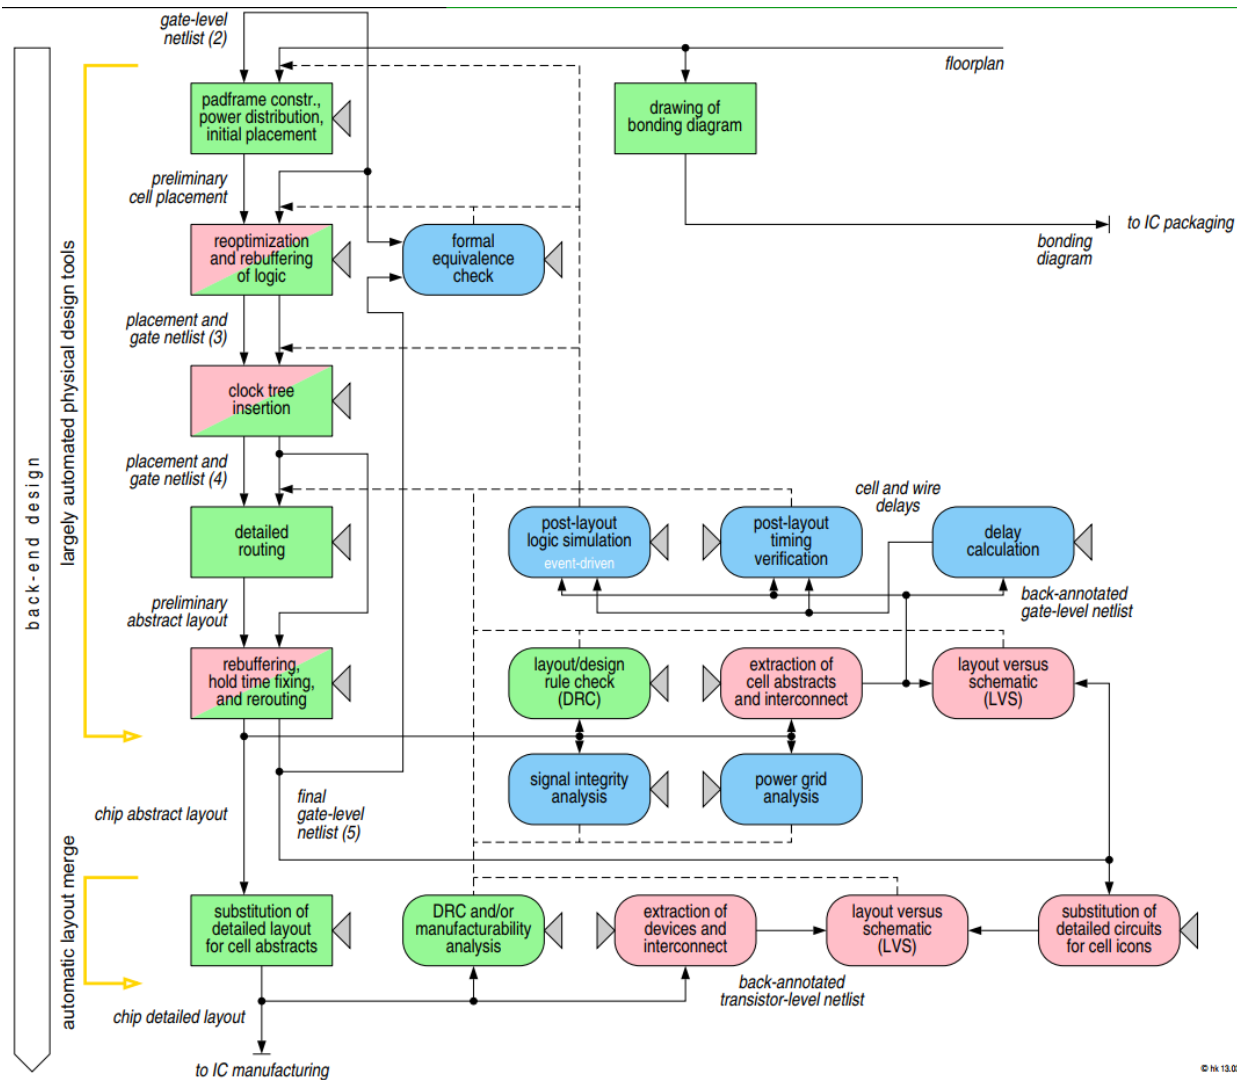 gate-level
netlist (2)
floorplan
padframe constr.,
power distribution,
initial placement
drawing of
bonding diagram
preliminary
cell placement
to IC packaging
bonding
diagram
reoptimization
and rebuffering
of logic
formal
equivalence
check
placement and
gate netlist (3)
clock tree
insertion
placement and
gate netlist (4)
cell and wire
delays
detailed
routing
post-layout
logic simulation
event-driven
post-layout
timing
verification
delay
calculation
back-annotated
gate-level netlist
preliminary
abstract layout
rebuffering,
hold time fixing,
and rerouting
layout/design
rule check
(DRC)
extraction of
cell abstracts
and interconnect
layout versus
schematic
(LVS)
signal integrity
analysis
power grid
analysis
chip abstract layout
final
gate-level
netlist (5)
substitution of
detailed layout
for cell abstracts
DRC and/or
manufacturability
analysis
extraction of
devices and
interconnect
layout versus
schematic
(LVS)
substitution of
detailed circuits
for cell icons
back-annotated
transistor-level netlist
chip detailed layout
to IC manufacturing
back-end design
largely automated physical design tools
automatic layout merge
© hk 13.02